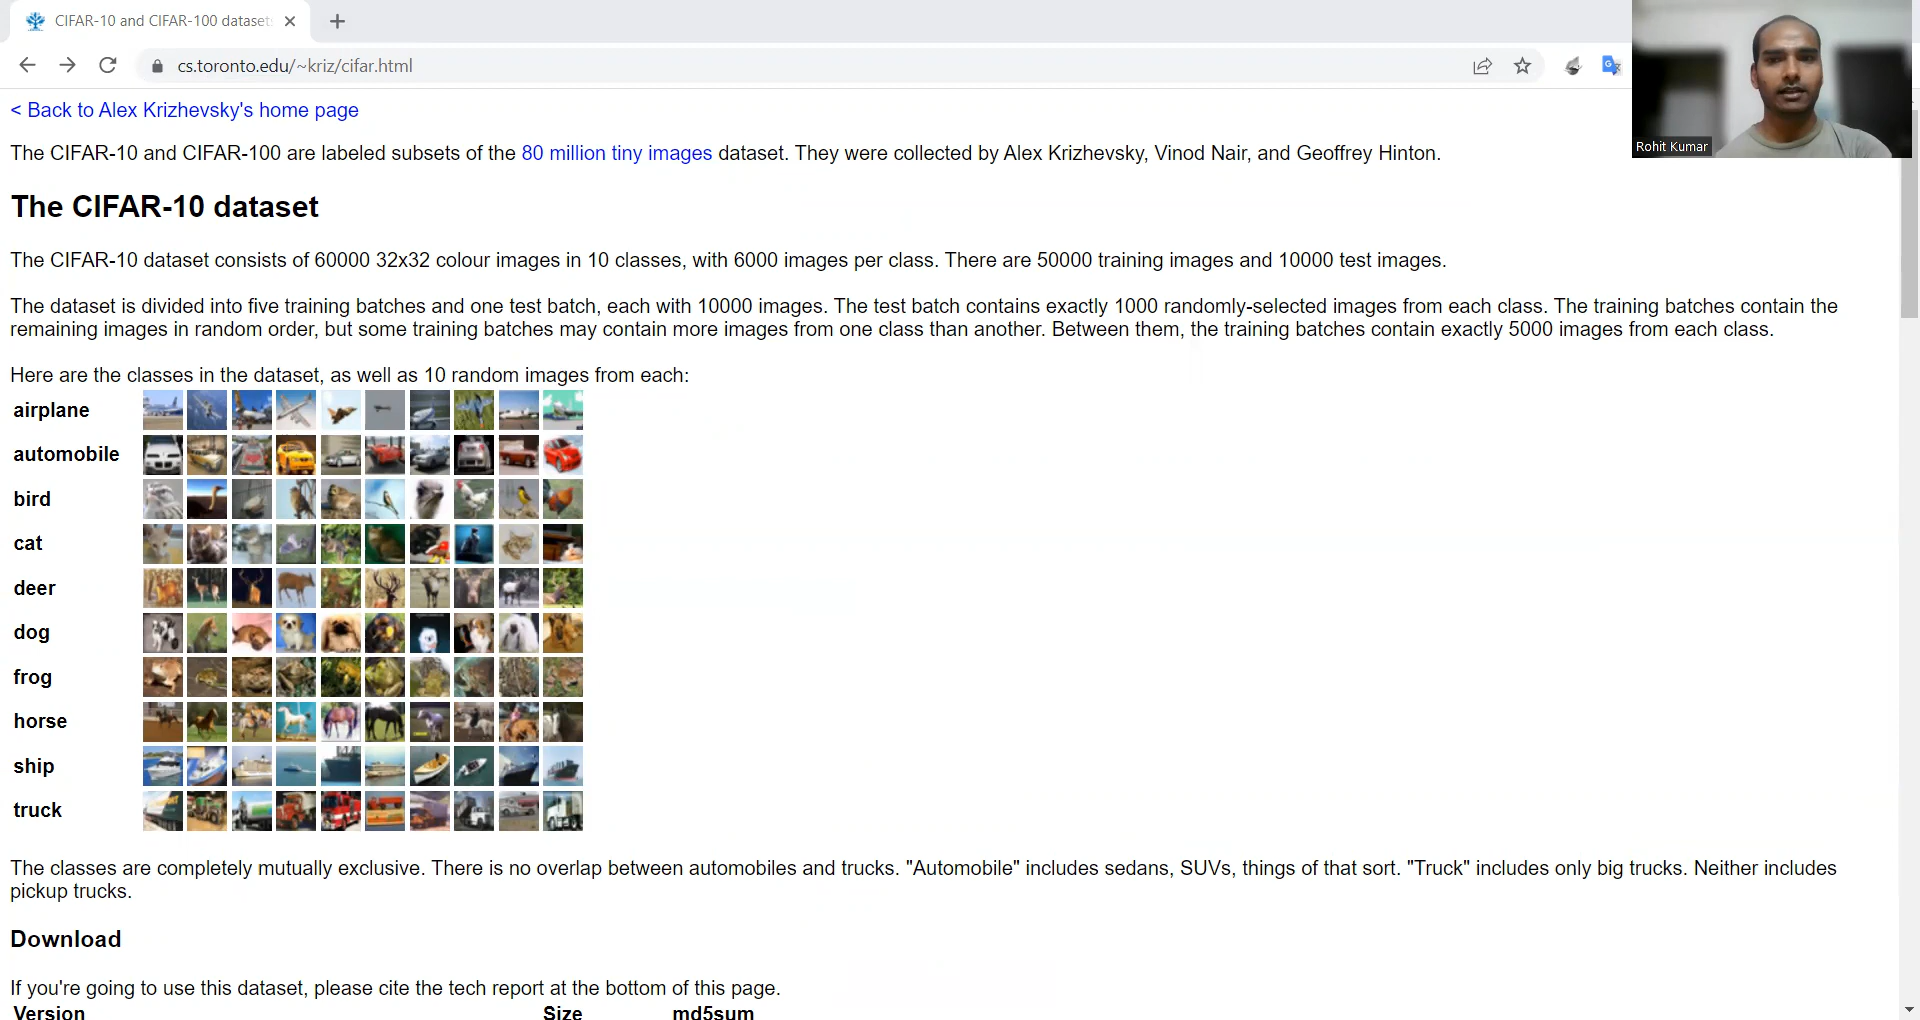 CIFAR-10 and CIFAR-100 datasets
cs.toronto.edu/~kriz/cifar.html
Rohit Kumar
< Back to Alex Krizhevsky's home page
The CIFAR-10 and CIFAR-100 are labeled subsets of the 80 million tiny images dataset. They were collected by Alex Krizhevsky, Vinod Nair, and Geoffrey Hinton.
The CIFAR-10 dataset
The CIFAR-10 dataset consists of 60000 32x32 colour images in 10 classes, with 6000 images per class. There are 50000 training images and 10000 test images.
The dataset is divided into five training batches and one test batch, each with 10000 images. The test batch contains exactly 1000 randomly-selected images from each class. The training batches contain the
remaining images in random order, but some training batches may contain more images from one class than another. Between them, the training batches contain exactly 5000 images from each class.
Here are the classes in the dataset, as well as 10 random images from each:
airplane
automobile
bird
cat
deer
dog
frog
horse
ship
truck
The classes are completely mutually exclusive. There is no overlap between automobiles and trucks. "Automobile" includes sedans, SUVs, things of that sort. "Truck" includes only big trucks. Neither includes
pickup trucks.
Download
If you're going to use this dataset, please cite the tech report at the bottom of this page.
Version Size md5sum